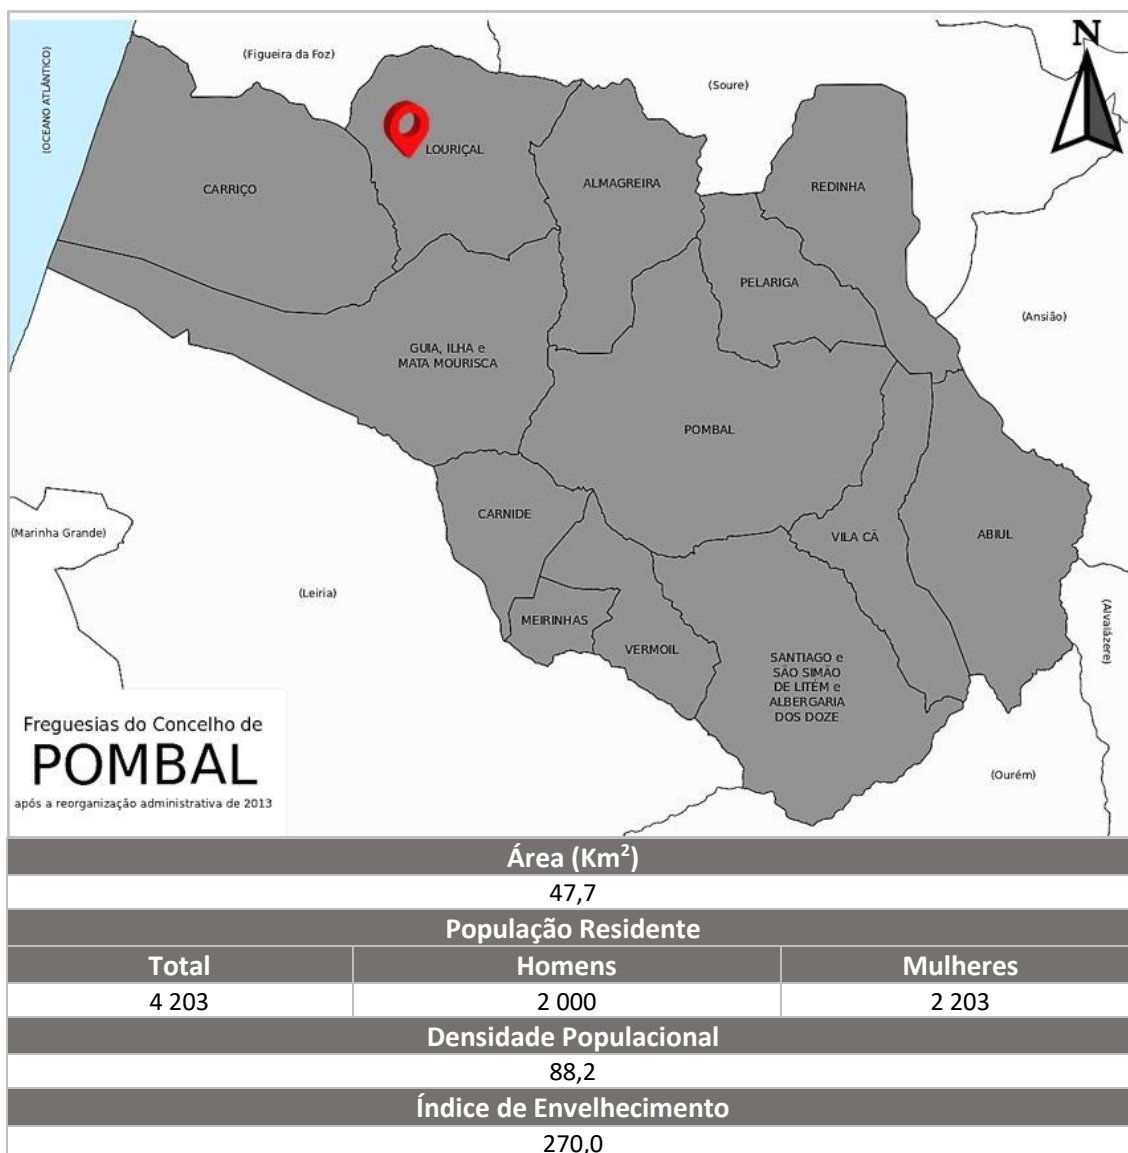 (OCEANO ATLÂNTICO)
(Figueira da Foz)
N
(Soure)
LOURIÇAL
CARRIÇO
ALMAGREIRA
REDINHA
PELARIGA
(Ansião)
GUIA, ILHA e
MATA MOURISCA
POMBAL
CARNIDE
(Marinha Grande)
VILA CÃ
ABIUL
(Leiria)
(Alvaiázere)
MEIRINHAS
VERMOIL
SANTIAGO e
SÃO SIMÃO
DE LITÉM e
ALBERGARIA
DOS DOZE
(Ourém)
Freguesias do Concelho de
POMBAL
após a reorganização administrativa de 2013
Área (Km²)
47,7
População Residente
Total Homens Mulheres
4 203 2 000 2 203
Densidade Populacional
88,2
Índice de Envelhecimento
270,0